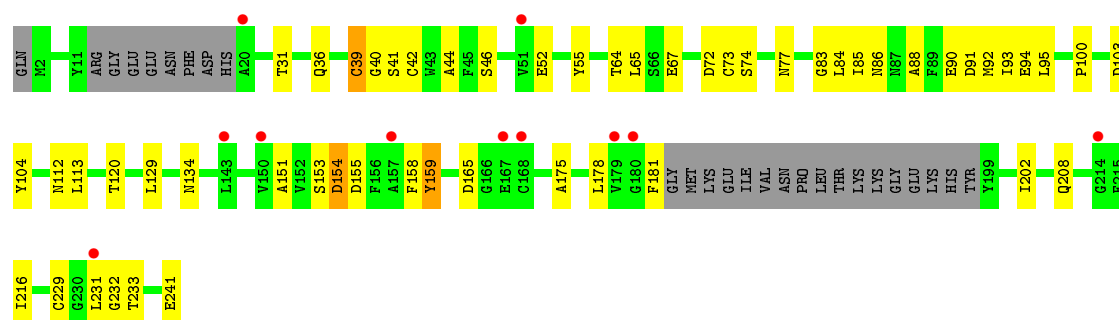 GLN M2 Y11 ARG GLY GLU GLU ASN PHE ASP HIS A20 T31 Q36 C39 G40 S41 C42 W43 A44 F45 S46 V51 E52 Y55 T64 L65 S66 E67 D72 C73 S74 N77 G83 L84 I85 N86 N87 A88 F89 E90 D91 M92 I93 E94 L95 P100
Y104 N112 L113 T120 L129 N134 L143 V150 A151 V152 S153 D154 D155 F156 A157 F158 Y159 D165 G166 E167 C168 A175 L178 V179 G180 F181 GLY MET LYS GLU ILE VAL ASN PRO LEU THR LYS LYS GLY GLU LYS HIS TYR Y199 I202 Q208 G214
I216 C229 G230 L231 G232 T233 E241